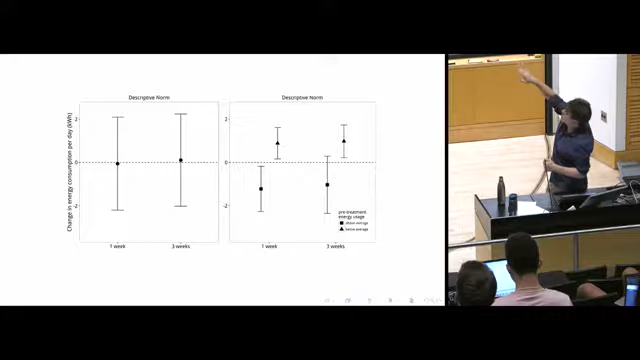 Descriptive Norm
Descriptive Norm
Change in energy consumption per day (kWh)
2
0
-2
1 week
3 weeks
2
0
-2
1 week
3 weeks
pre-treatment
energy usage
above average
below average